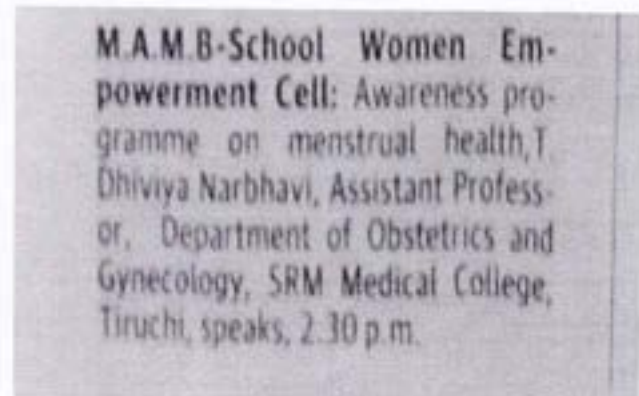 M.A.M.B-School Women Em-
powerment Cell: Awareness pro-
gramme on menstrual health,T.
Dhiviya Narbhavi, Assistant Profess-
or, Department of Obstetrics and
Gynecology, SRM Medical College,
Tiruchi, speaks, 2.30 p.m.